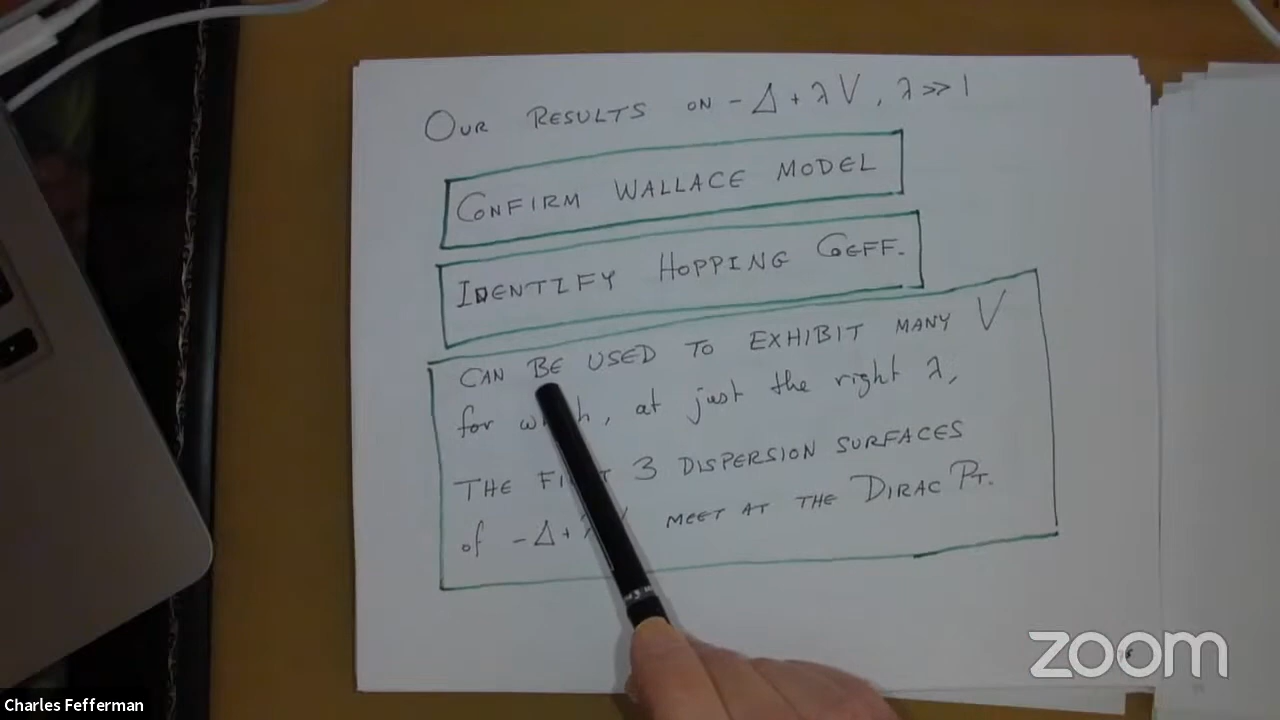 OUR RESULTS ON -Δ + λV, λ >> 1
CONFIRM WALLACE MODEL
IDENTIFY HOPPING COEFF.
CAN BE USED TO EXHIBIT MANY V
for, at just the right λ,
THE 3 DISPERSION SURFACES
of -Δ+ MEET AT THE DIRAC PT.
zoom
Charles Fefferman